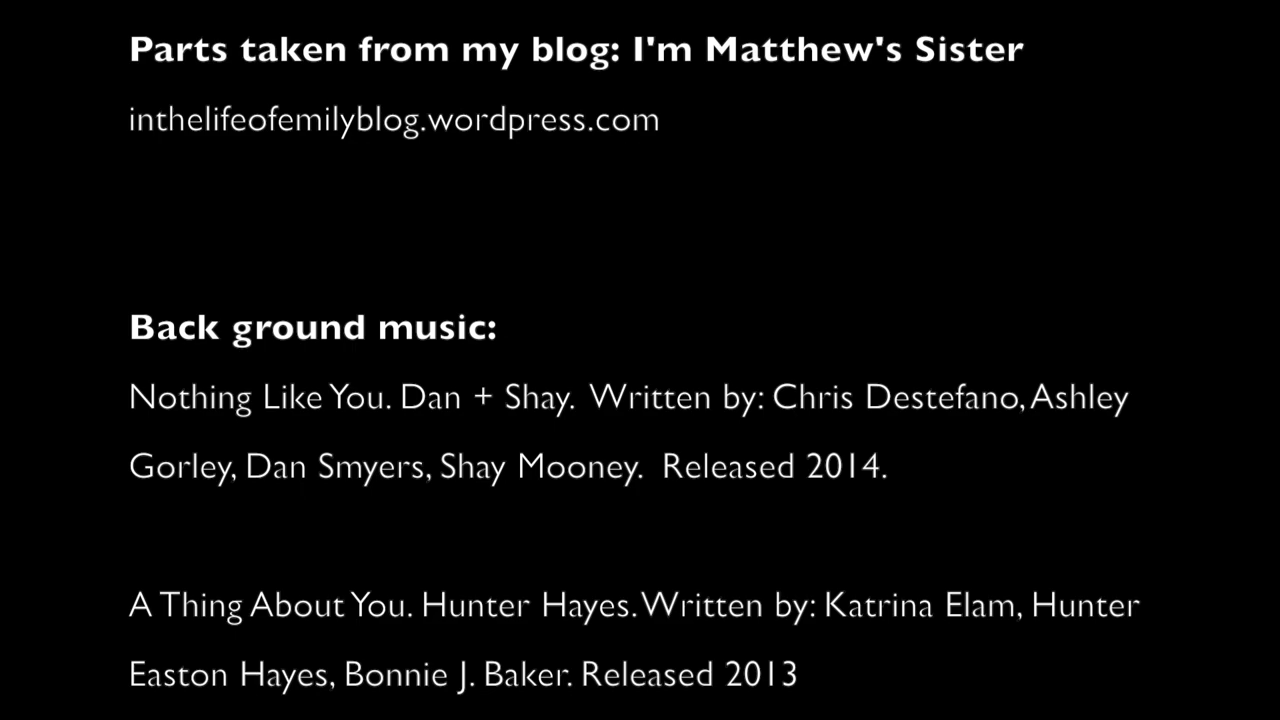 Parts taken from my blog: I'm Matthew's Sister
inthelifeofemilyblog.wordpress.com
Back ground music:
Nothing Like You. Dan + Shay.  Written by: Chris Destefano, Ashley
Gorley, Dan Smyers, Shay Mooney.  Released 2014.
A Thing About You. Hunter Hayes. Written by: Katrina Elam, Hunter
Easton Hayes, Bonnie J. Baker. Released 2013